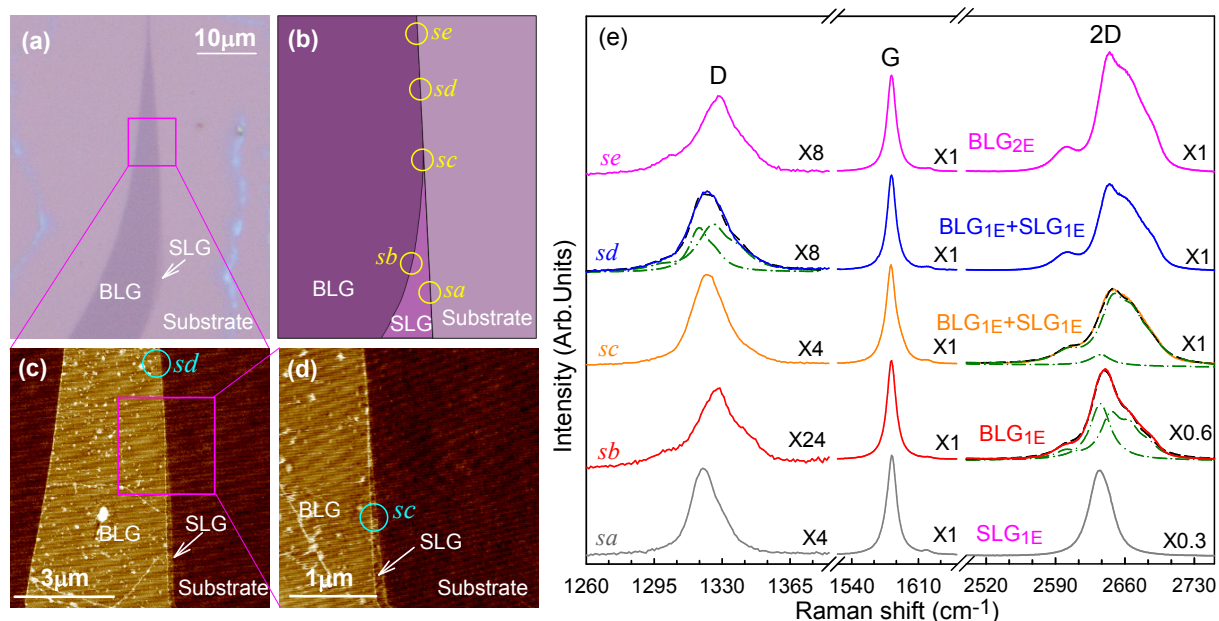 (a)
10μm
SLG
BLG
Substrate
(b)
se
sd
sc
sb
sa
BLG
SLG
Substrate
(c)
sd
BLG
SLG
Substrate
3μm
(d)
BLG
sc
SLG
Substrate
1μm
(e)
D
G
2D
se
X8
X1
BLG2E
X1
sd
X8
X1
BLG1E+SLG1E
X1
sc
X4
X1
BLG1E+SLG1E
X1
sb
X24
X1
BLG1E
X0.6
sa
X4
X1
SLG1E
X0.3
1260 1295 1330 1365 1540 1610 2520 2590 2660 2730
Raman shift (cm-1)
Intensity (Arb.Units)